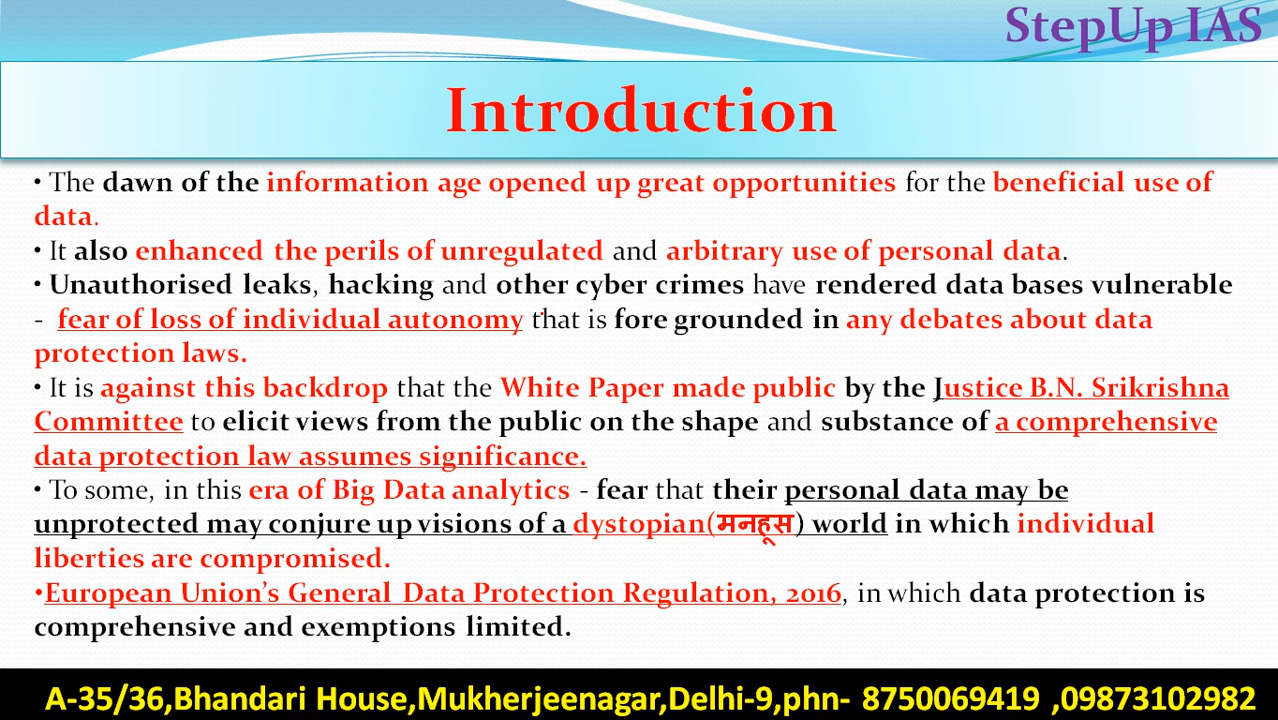 StepUp IAS
Introduction
• The dawn of the information age opened up great opportunities for the beneficial use of
data.
• It also enhanced the perils of unregulated and arbitrary use of personal data.
• Unauthorised leaks, hacking and other cyber crimes have rendered data bases vulnerable
- fear of loss of individual autonomy that is fore grounded in any debates about data
protection laws.
• It is against this backdrop that the White Paper made public by the Justice B.N. Srikrishna
Committee to elicit views from the public on the shape and substance of a comprehensive
data protection law assumes significance.
• To some, in this era of Big Data analytics - fear that their personal data may be
unprotected may conjure up visions of a dystopian(मनहूस) world in which individual
liberties are compromised.
•European Union’s General Data Protection Regulation, 2016, in which data protection is
comprehensive and exemptions limited.
A-35/36,Bhandari House,Mukherjeenagar,Delhi-9,phn- 8750069419 ,09873102982